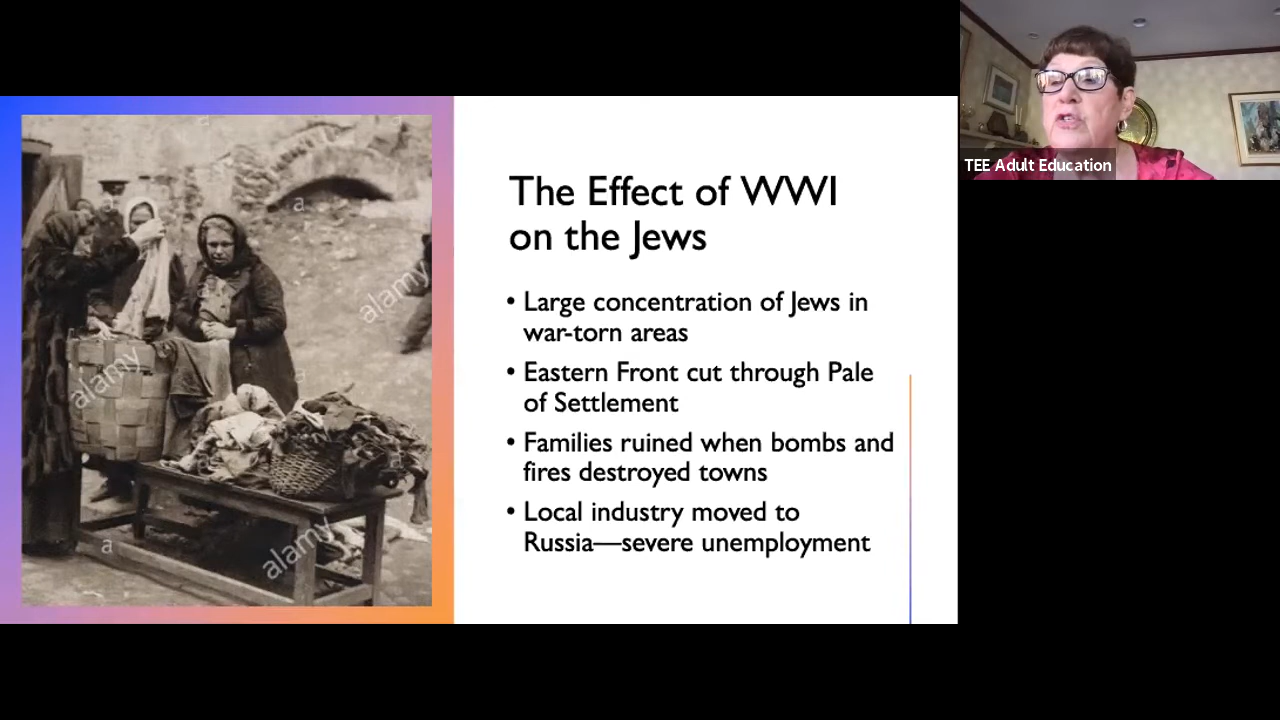 The Effect of WWI
on the Jews
• Large concentration of Jews in
war-torn areas
• Eastern Front cut through Pale
of Settlement
• Families ruined when bombs and
fires destroyed towns
• Local industry moved to
Russia—severe unemployment
TEE Adult Education
a
alamy
alamy
a
alamy